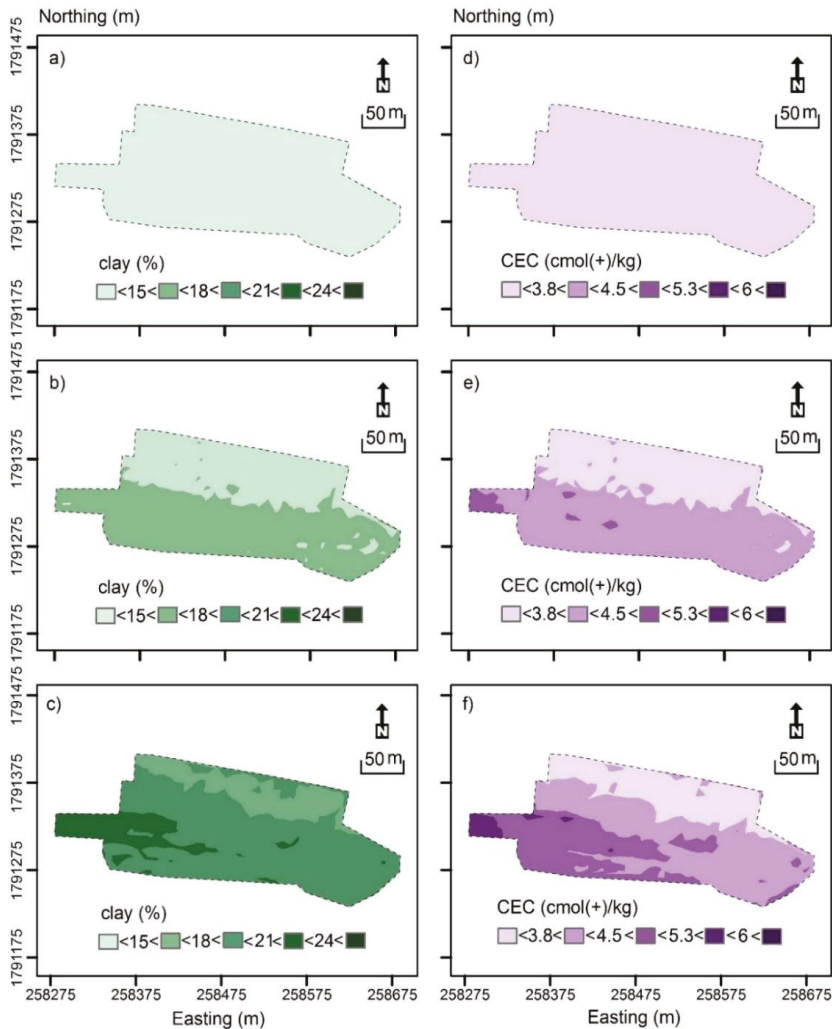 Northing (m)
Northing (m)
a)
N
50 m
1791475
1791375
1791275
1791175
clay (%)
<15< <18< <21< <24<
d)
N
50 m
CEC (cmol(+)/kg)
<3.8< <4.5< <5.3< <6<
b)
N
50 m
1791475
1791375
1791275
1791175
clay (%)
<15< <18< <21< <24<
e)
N
50 m
CEC (cmol(+)/kg)
<3.8< <4.5< <5.3< <6<
c)
N
50 m
1791475
1791375
1791275
1791175
clay (%)
<15< <18< <21< <24<
258275 258375 258475 258575 258675
Easting (m)
f)
N
50 m
CEC (cmol(+)/kg)
<3.8< <4.5< <5.3< <6<
258275 258375 258475 258575 258675
Easting (m)